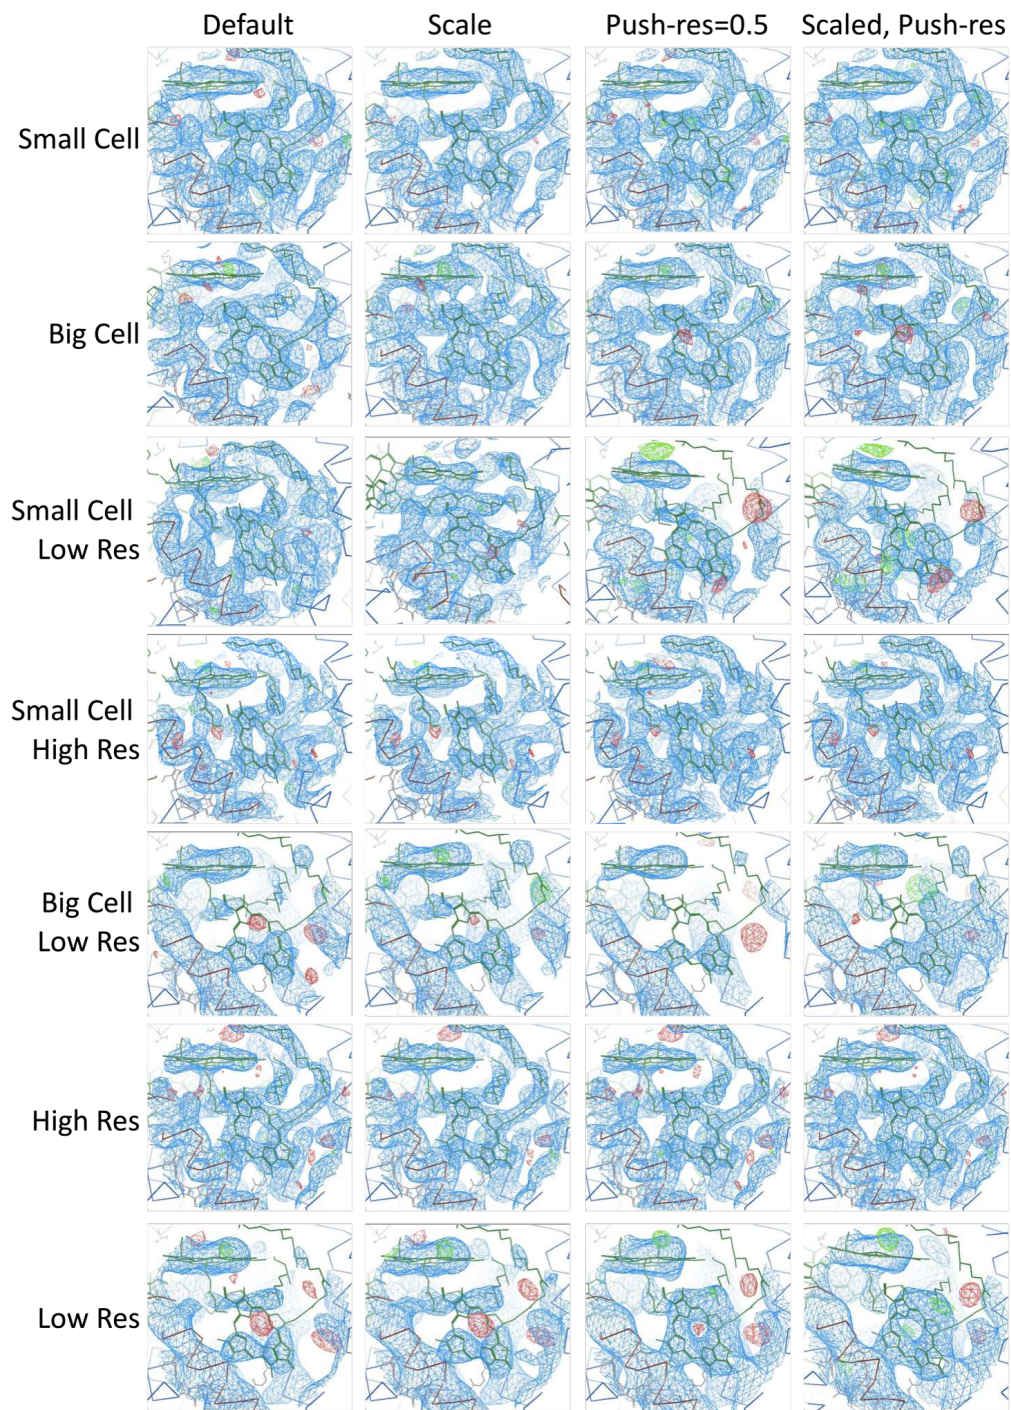 Default Scale Push-res=0.5 Scaled, Push-res
Small Cell
Big Cell
Small Cell
Low Res
Small Cell
High Res
Big Cell
Low Res
High Res
Low Res